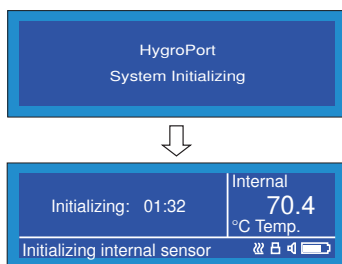 HygroPort
System Initializing
Initializing: 01:32
Internal
70.4
°C Temp.
Initializing internal sensor